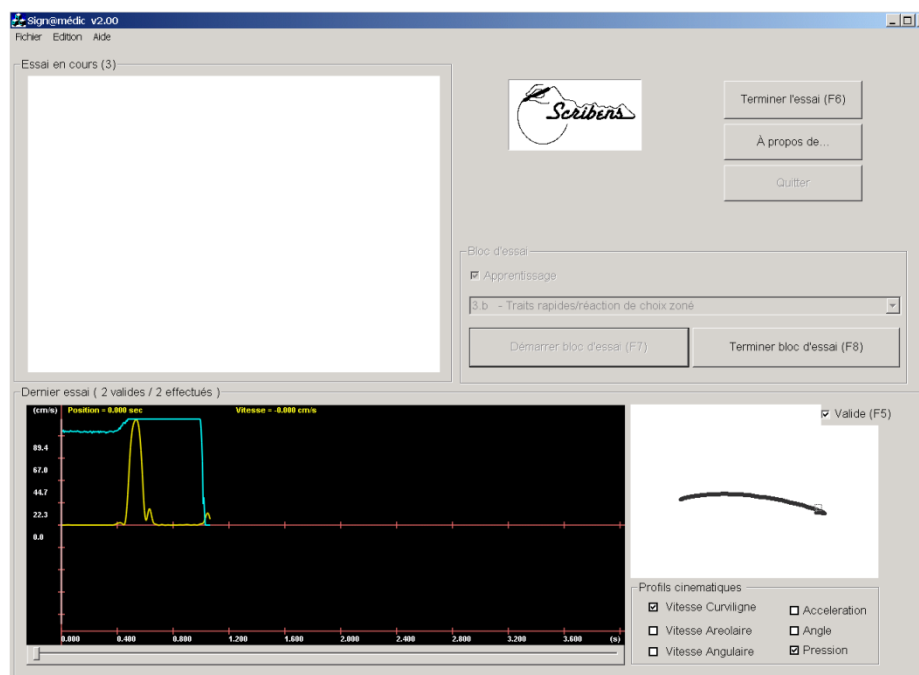 Sign@médic v2.00
Fichier Edition Aide
Essai en cours (3)
Scribens
Terminer l'essai (F6)
À propos de...
Quitter
Bloc d'essai
Apprentissage
3.b - Traits rapides/réaction de choix zoné
Démarrer bloc d'essai (F7)
Terminer bloc d'essai (F8)
Dernier essai ( 2 valides / 2 effectués )
(cm/s) Position = 0.000 sec Vitesse = -0.000 cm/s
89.4
67.0
44.7
22.3
0.0
0.000 0.400 0.800 1.200 1.600 2.000 2.400 2.800 3.200 3.600 (s)
Valide (F5)
Profils cinematiques
Vitesse Curviligne
Vitesse Areolaire
Vitesse Angulaire
Acceleration
Angle
Pression